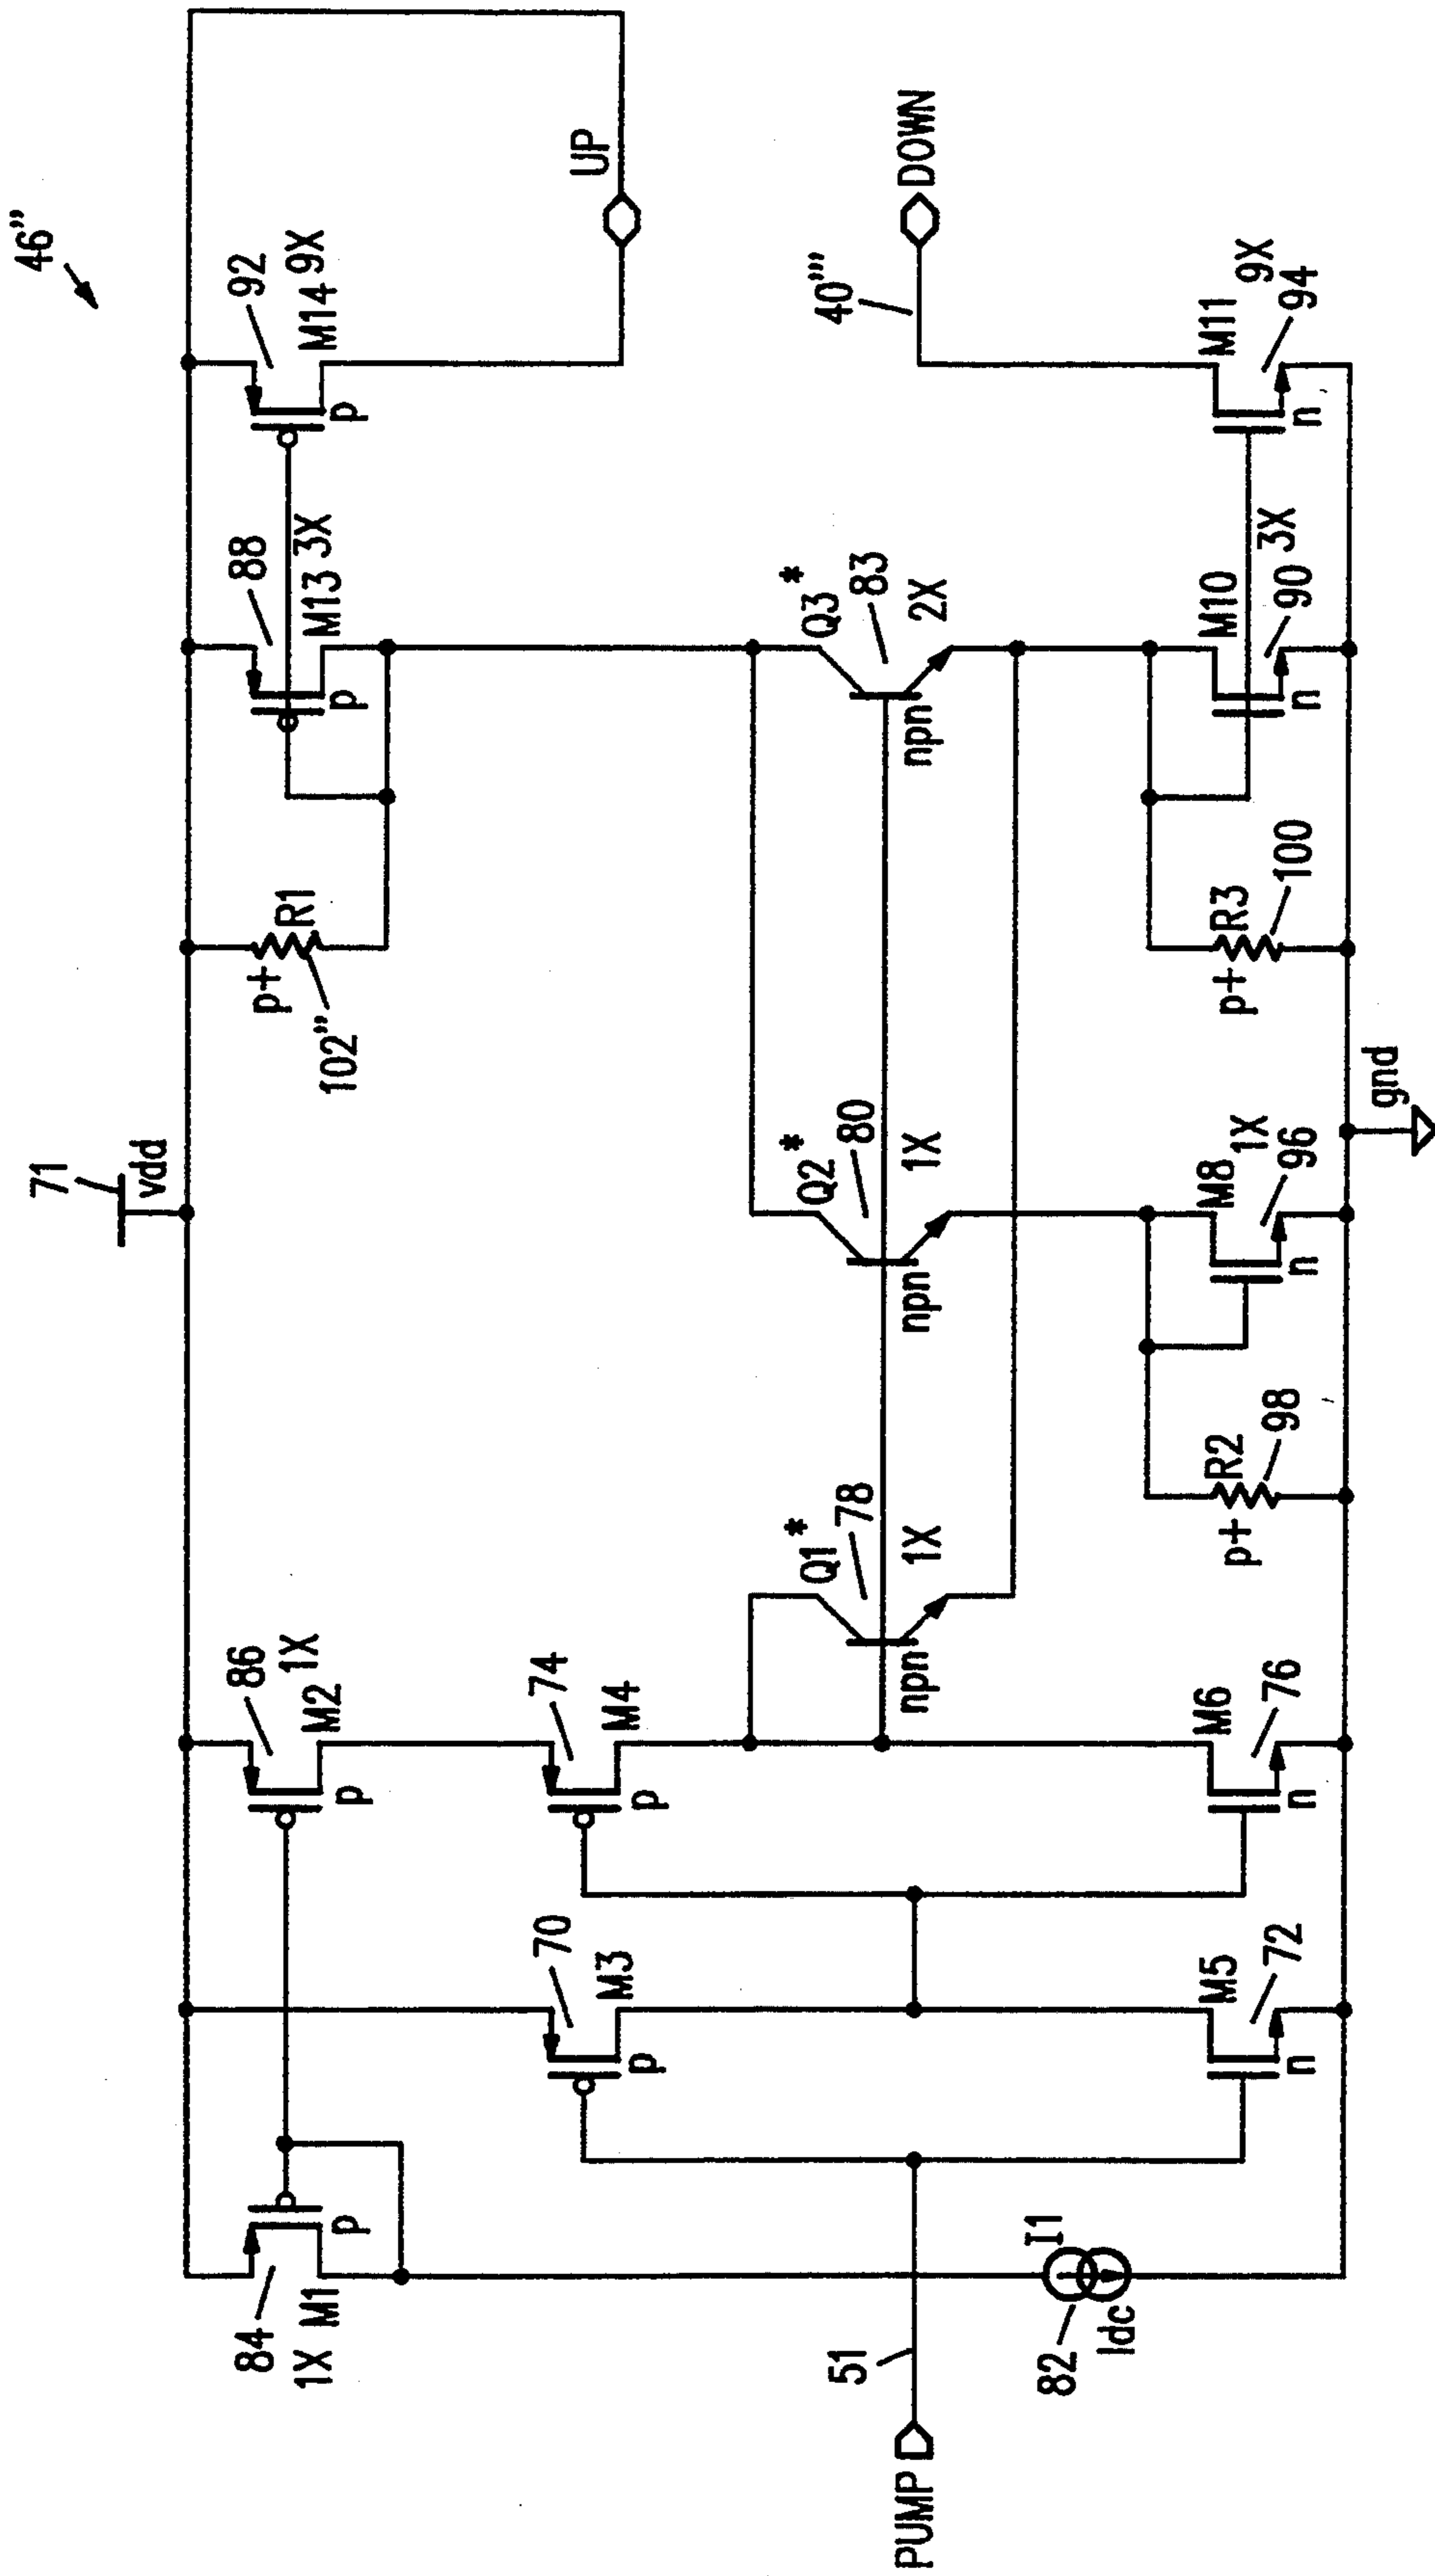 46”
71
vdd
84
1X
M1
p
86
1X
M2
p
102”
p+
R1
88
3X
M13
p
92
9X
M14
p
UP
70
M3
p
74
M4
p
Q1*
78
npn
1X
Q2*
80
npn
1X
Q3*
83
npn
2X
40’’’
DOWN
PUMP
51
82
I1
Idc
M5
72
n
M6
76
n
R2
p+
98
M8
1X
96
n
R3
p+
100
M10
3X
90
n
M11
9X
94
n
gnd